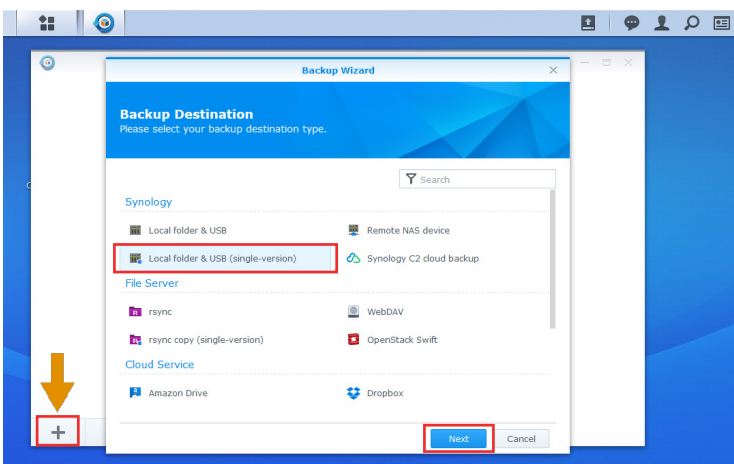 Backup Wizard
Backup Destination
Please select your backup destination type.
Search
Synology
Local folder & USB
Remote NAS device
Local folder & USB (single-version)
Synology C2 cloud backup
File Server
rsync
WebDAV
rsync copy (single-version)
OpenStack Swift
Cloud Service
Amazon Drive
Dropbox
Next
Cancel